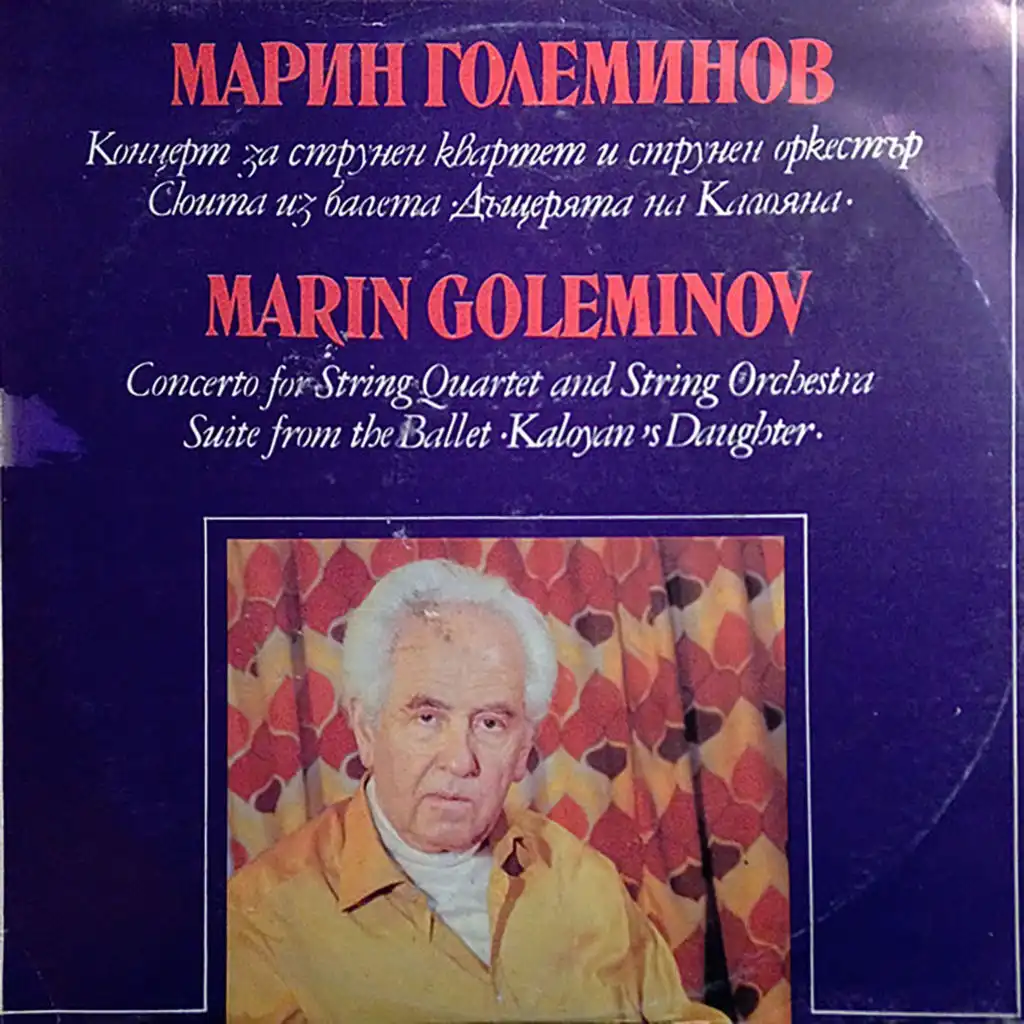 МАРИН ГОЛЕМИНОВ
Концерт за струнен квартет и струнен оркестър
Сюита из балета · Дъщерята на Калояна ·
MARIN GOLEMINOV
Concerto for String Quartet and String Orchestra
Suite from the Ballet · Kaloyan's Daughter ·